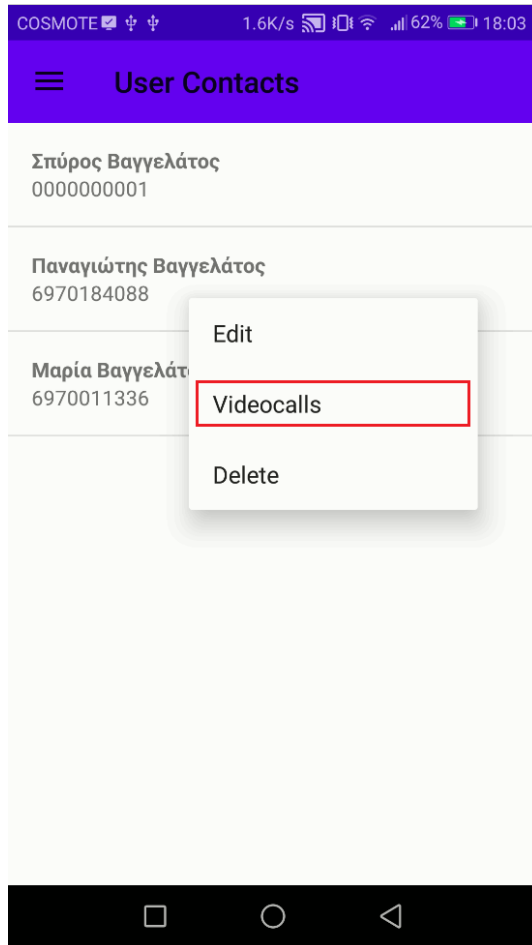 COSMOTE 1.6K/s 62% 18:03
User Contacts
Σπύρος Βαγγελάτος
0000000001
Παναγιώτης Βαγγελάτος
6970184088
Μαρία
6970011336
Edit
Videocalls
Delete